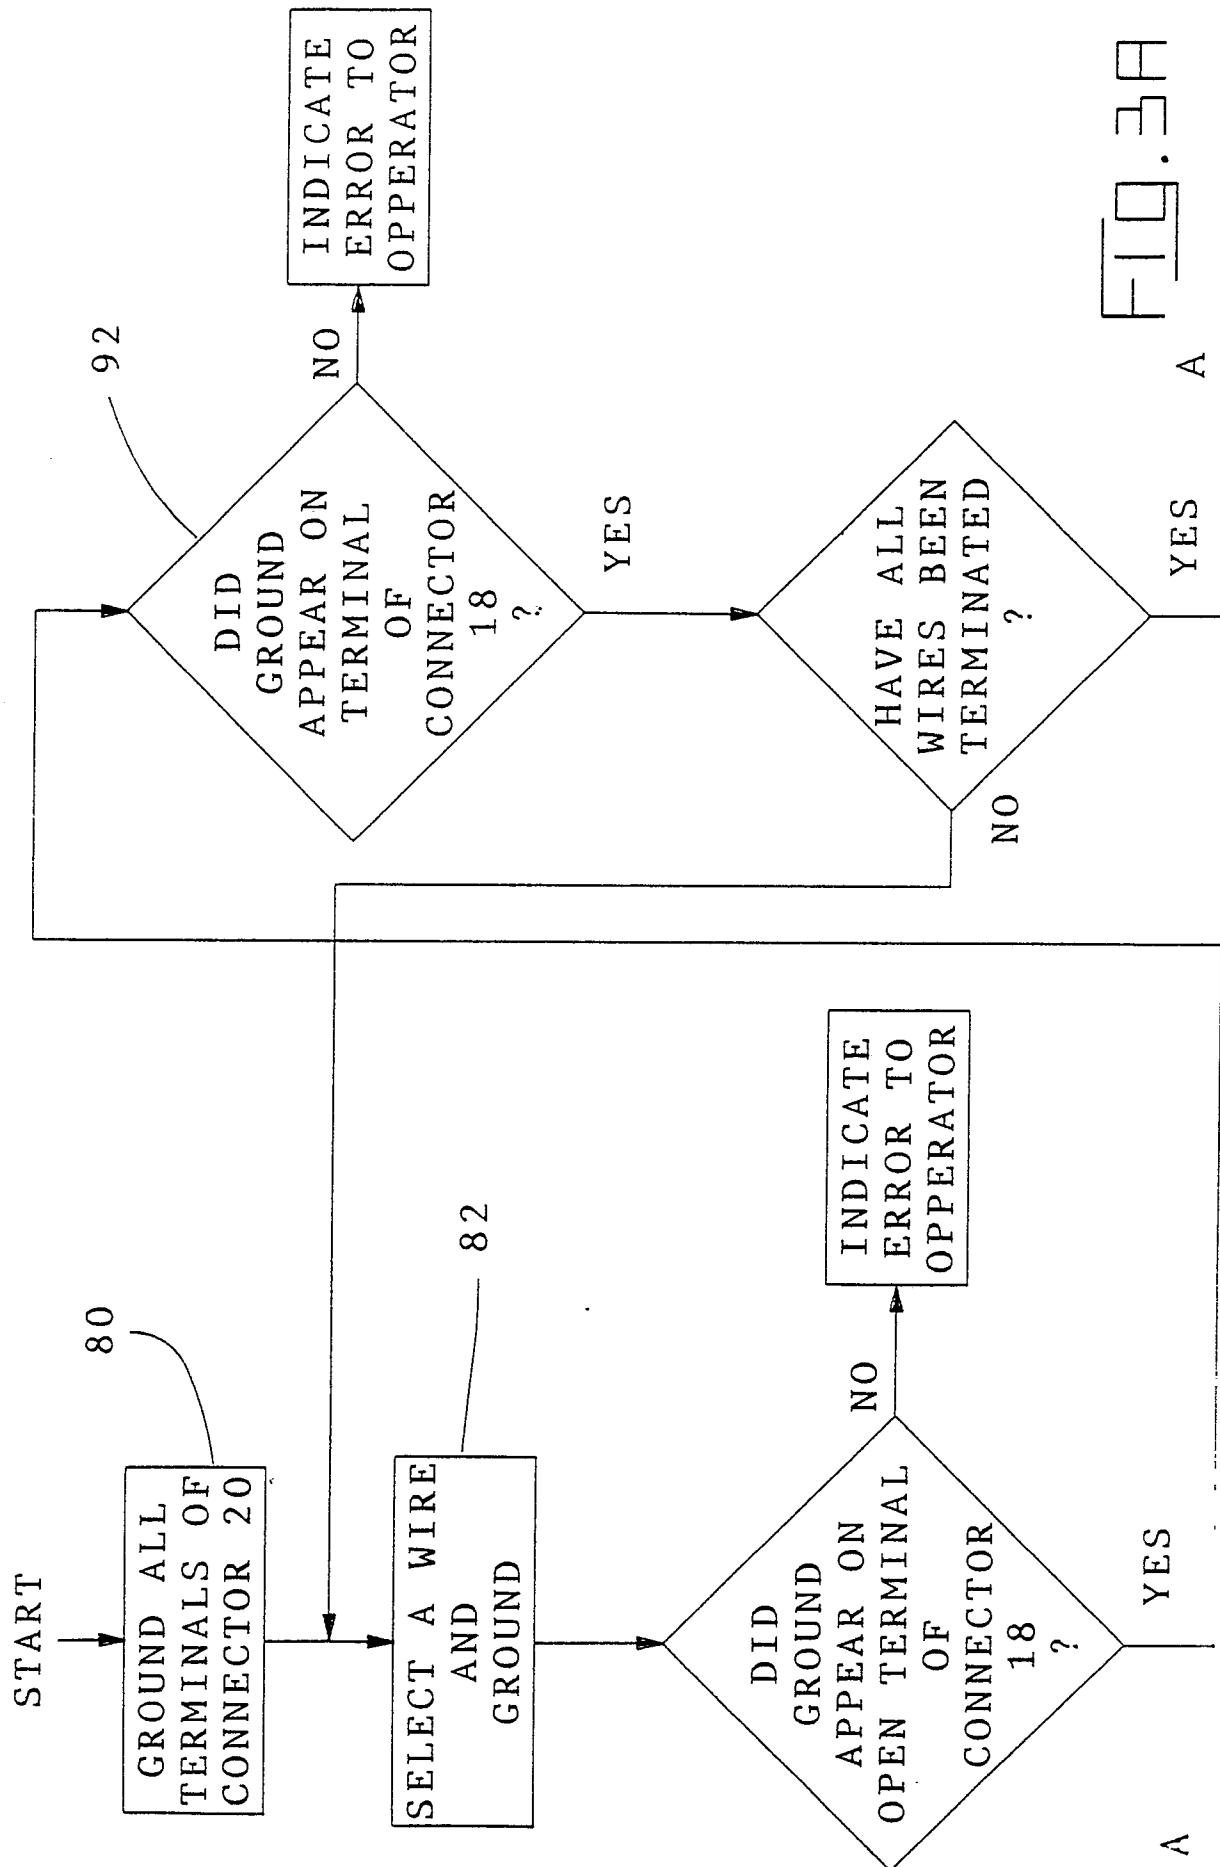 START
GROUND ALL
TERMINALS OF
CONNECTOR 20
80
SELECT A WIRE
AND
GROUND
82
DID
GROUND
APPEAR ON
OPEN TERMINAL
OF
CONNECTOR
18
?
NO
INDICATE
ERROR TO
OPPERATOR
YES
A
92
DID
GROUND
APPEAR ON
TERMINAL
OF
CONNECTOR
18
?
NO
INDICATE
ERROR TO
OPPERATOR
YES
HAVE ALL
WIRES BEEN
TERMINATED
?
NO
YES
A
FIG. 3A